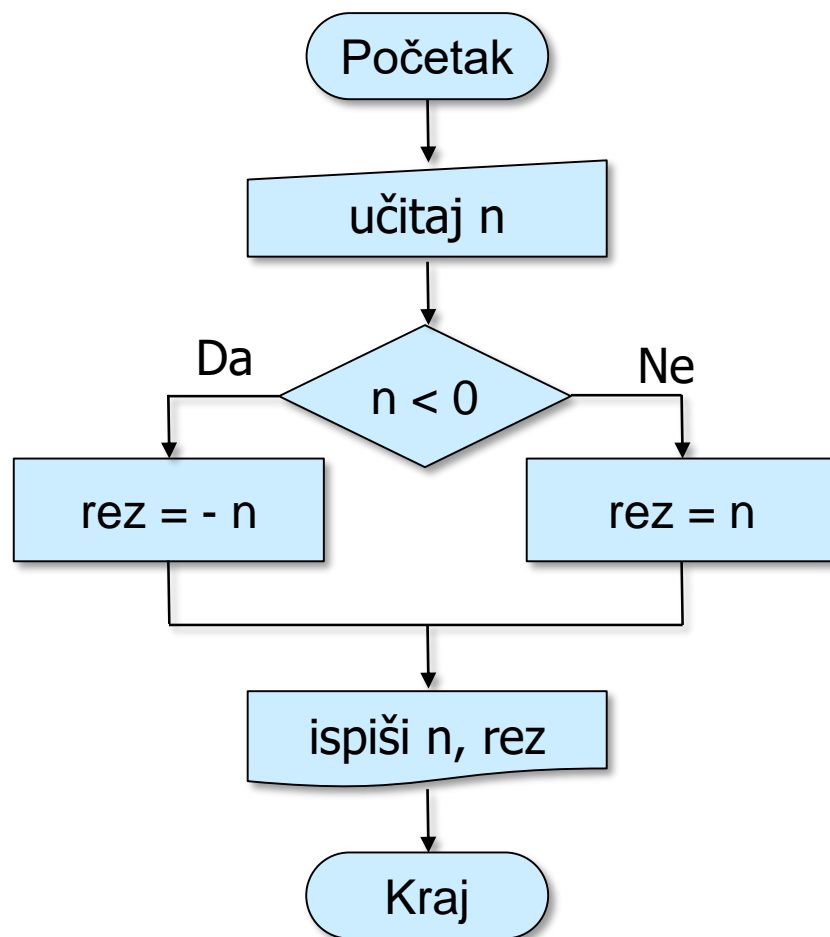 Početak
učitaj n
Da
n < 0
Ne
rez = - n
rez = n
ispiši n, rez
Kraj